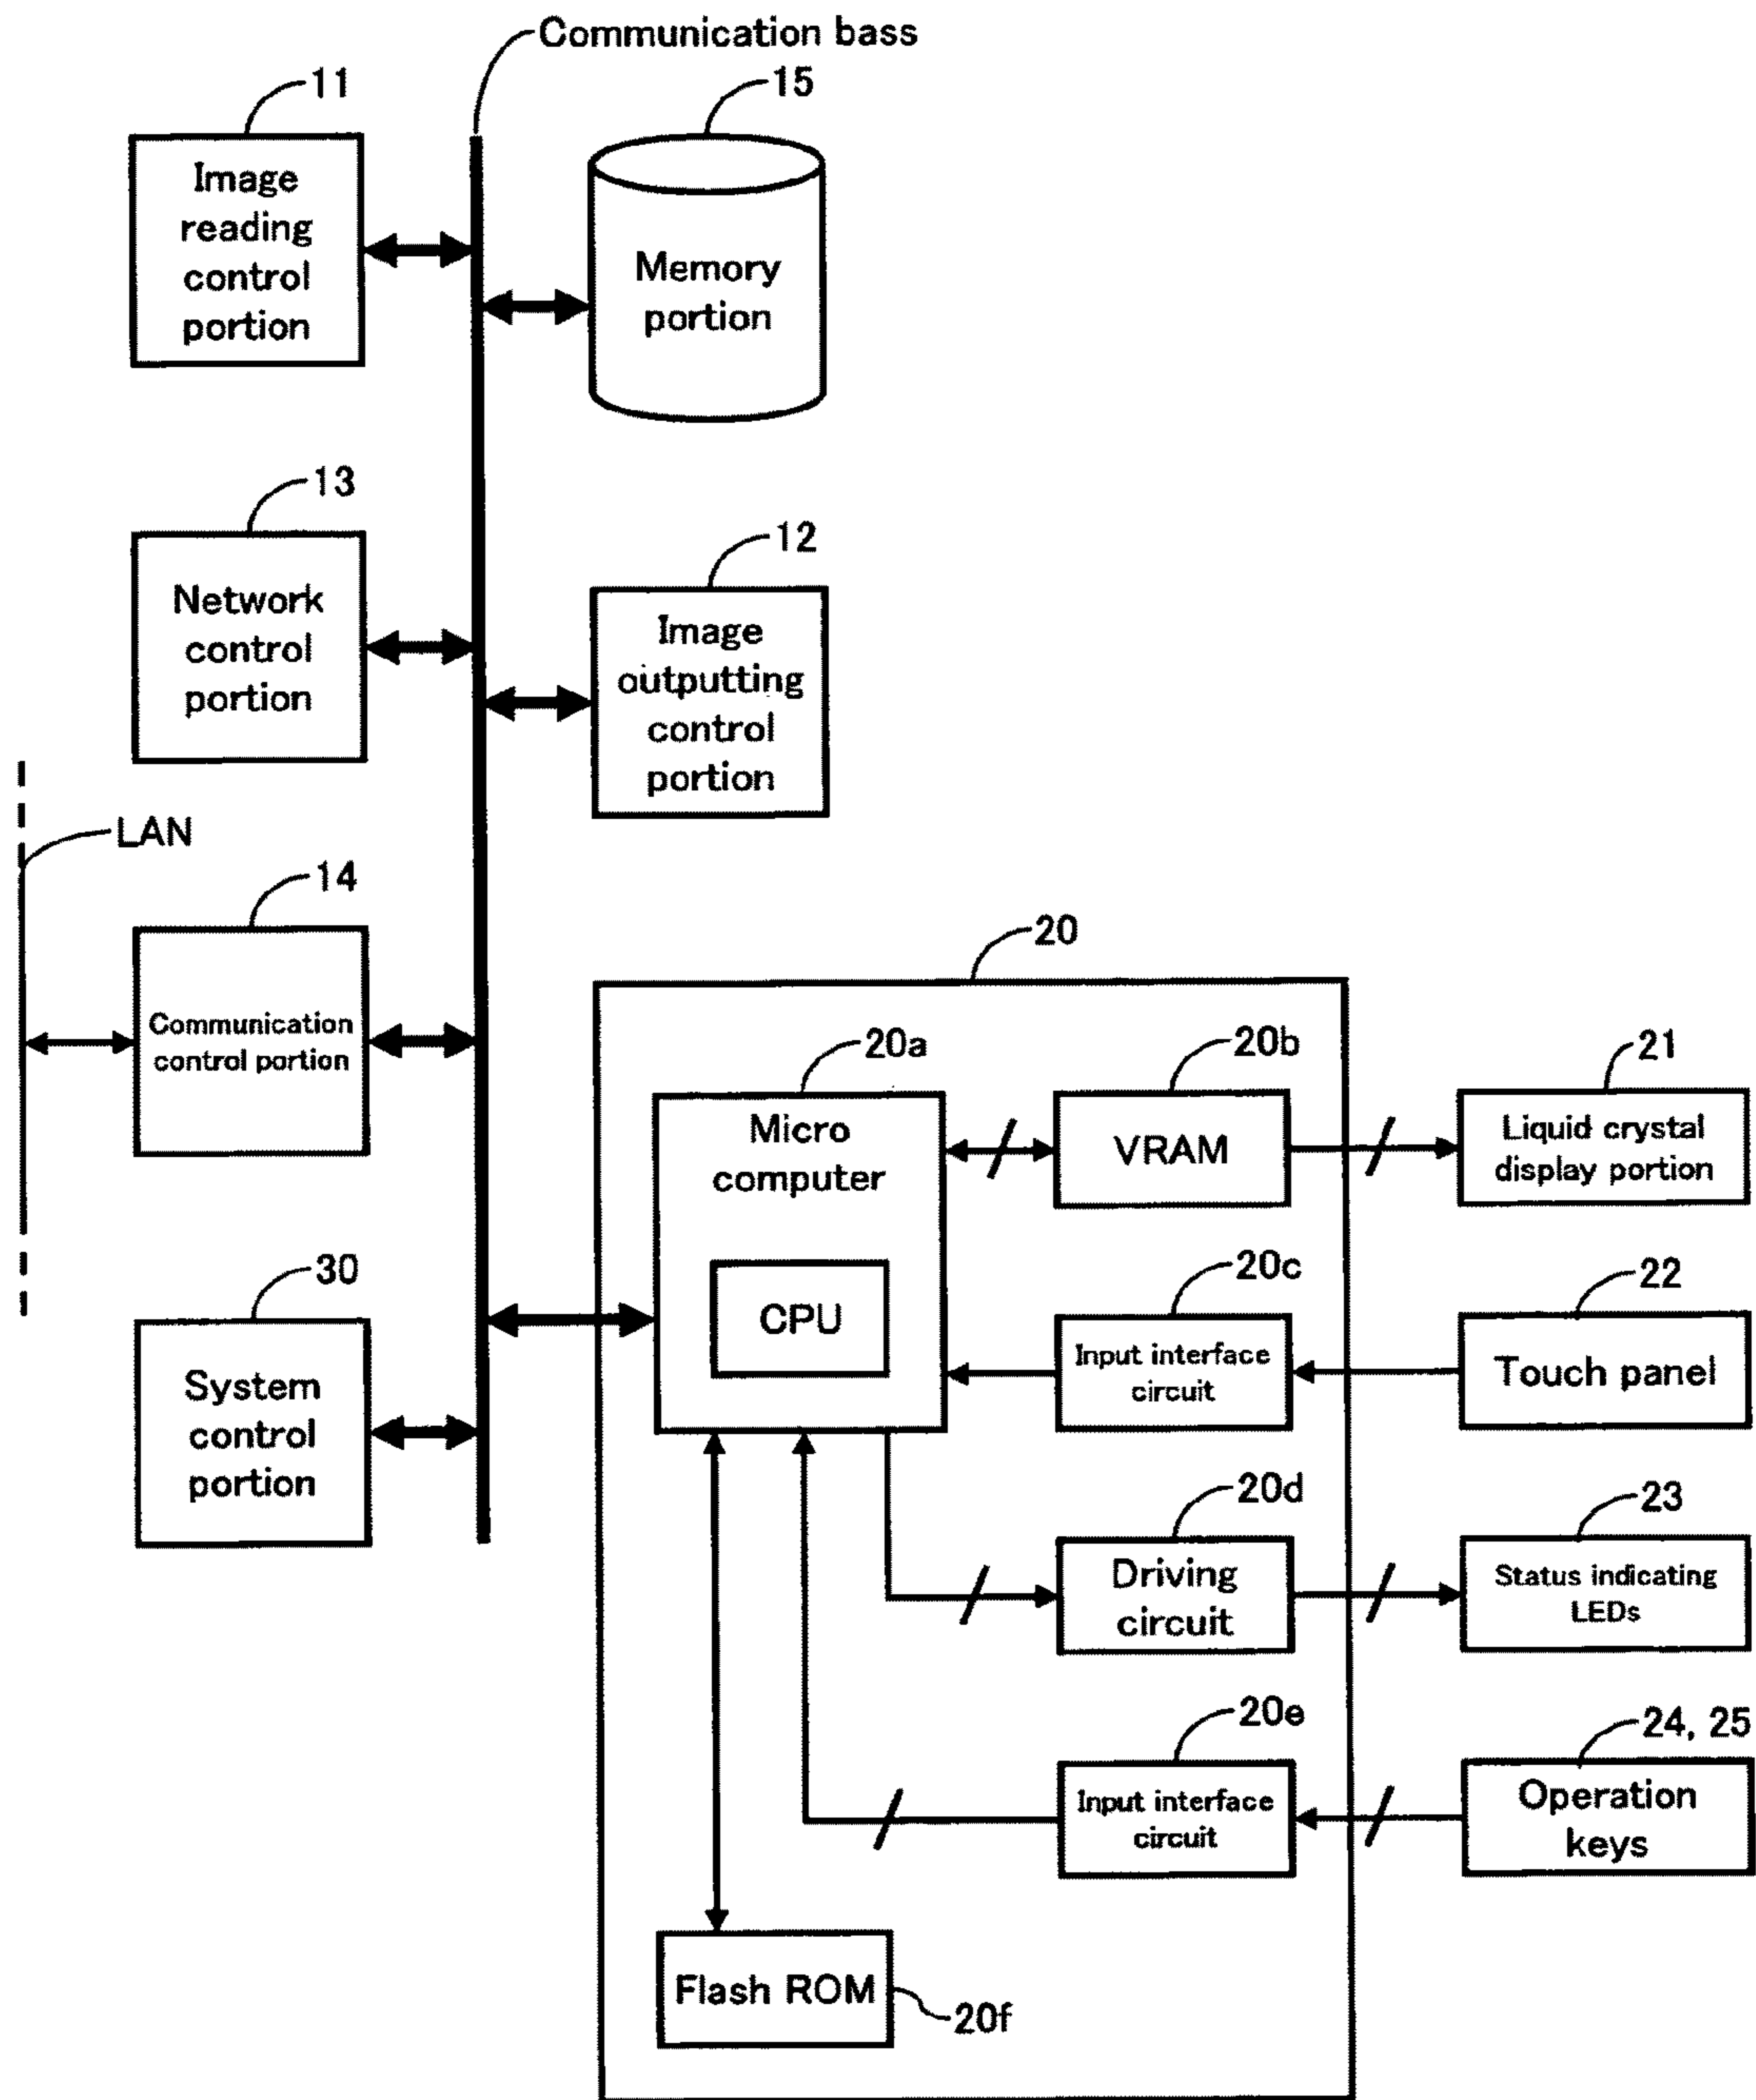 Communication bass
11
15
Image
reading
control
portion
Memory
portion
13
12
Network
control
portion
Image
outputting
control
portion
LAN
14
Communication
control portion
20
20a
20b
21
Micro
computer
VRAM
Liquid crystal
display portion
30
20c
22
CPU
Input interface
circuit
Touch panel
System
control
portion
20d
23
Driving
circuit
Status indicating
LEDs
20e
24, 25
Input interface
circuit
Operation
keys
Flash ROM
20f